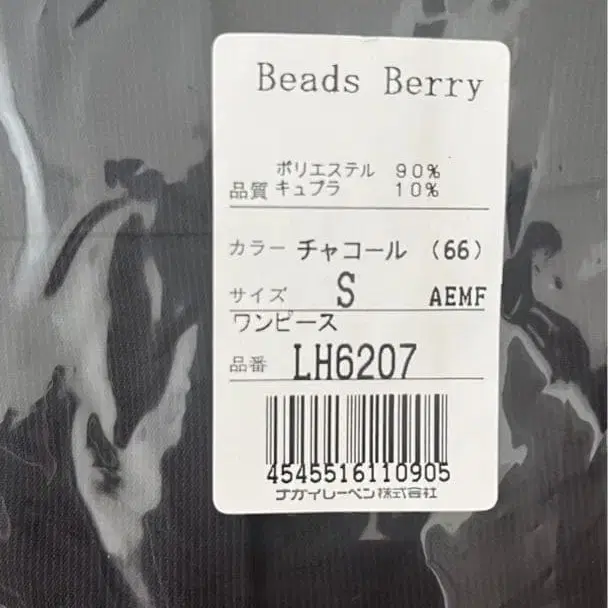 Beads Berry
ポリエステル 90%
品質 キュプラ 10%
カラー チャコール (66)
サイズ S AEMF
ワンピース
品番 LH6207
4545516110905
ナガイレーベン株式会社